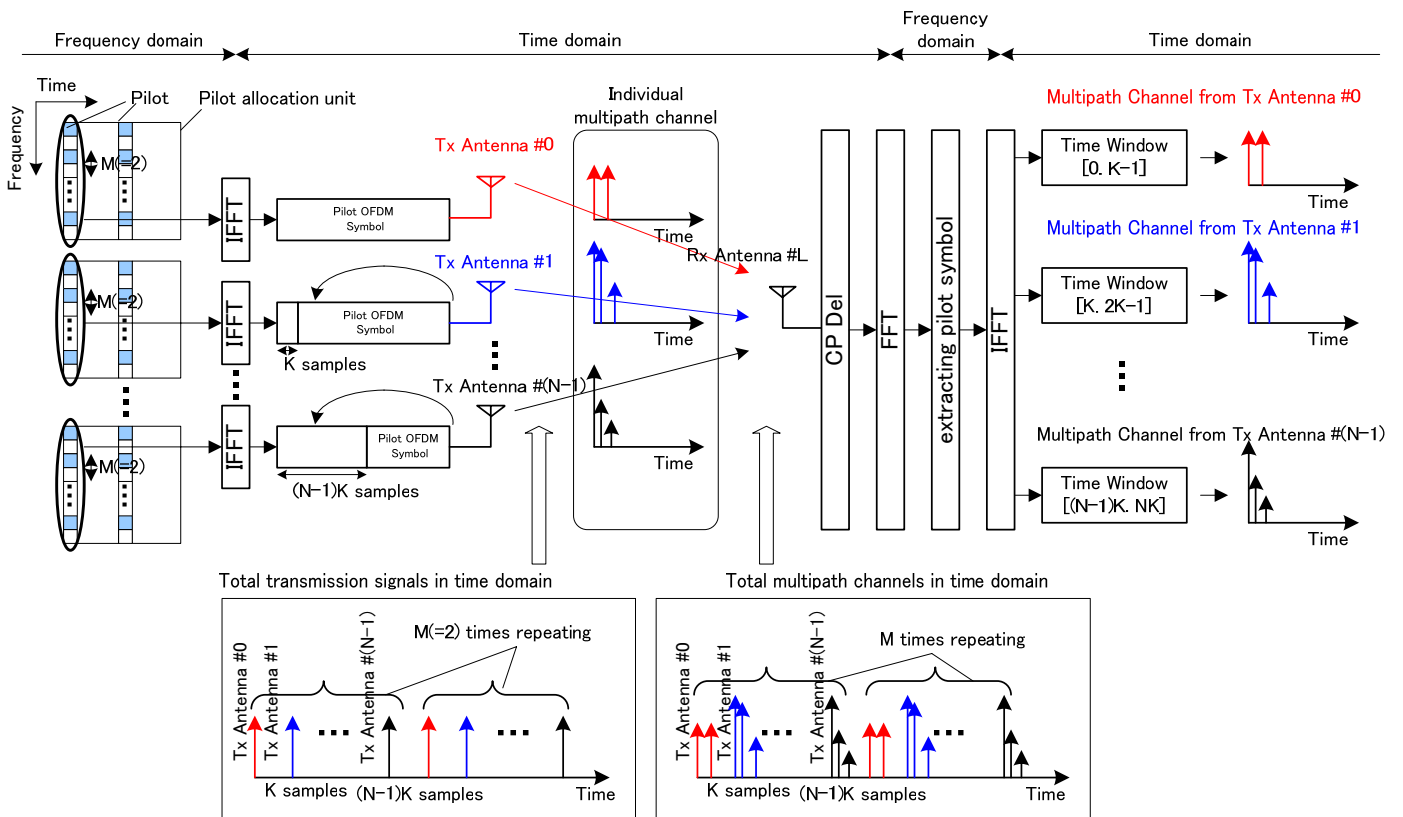 Frequency domain
Time domain
Frequency
domain
Time domain
Time
Frequency
Pilot
Pilot allocation unit
M(=2)
IFFT
Pilot OFDM
Symbol
Tx Antenna #0
Individual
multipath channel
Time
M(=2)
IFFT
Pilot OFDM
Symbol
K samples
Tx Antenna #1
Time
Rx Antenna #L
M(=2)
IFFT
Pilot OFDM
Symbol
(N-1)K samples
Tx Antenna #(N-1)
Time
CP Del
FFT
extracting pilot symbol
IFFT
Multipath Channel from Tx Antenna #0
Time Window
[0. K-1]
Time
Multipath Channel from Tx Antenna #1
Time Window
[K. 2K-1]
Time
Multipath Channel from Tx Antenna #(N-1)
Time Window
[(N-1)K. NK]
Time
Total transmission signals in time domain
Tx Antenna #0
Tx Antenna #1
Tx Antenna #(N-1)
M(=2) times repeating
K samples
(N-1)K samples
Time
Total multipath channels in time domain
Tx Antenna #0
Tx Antenna #1
Tx Antenna #(N-1)
M times repeating
K samples
(N-1)K samples
Time